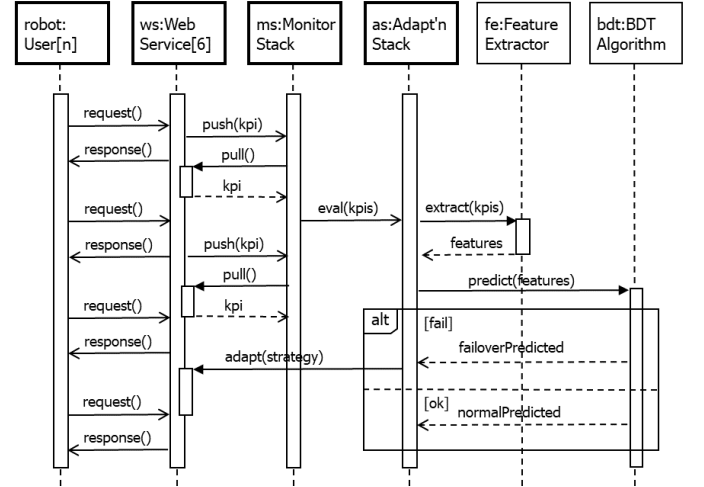 robot:
User[n]
ws:Web
Service[6]
ms:Monitor
Stack
as:Adapt'n
Stack
fe:Feature
Extractor
bdt:BDT
Algorithm
request()
push(kpi)
response()
pull()
kpi
request()
eval(kpis)
extract(kpis)
response()
push(kpi)
features
pull()
predict(features)
request()
kpi
alt
[fail]
response()
failoverPredicted
adapt(strategy)
request()
[ok]
normalPredicted
response()